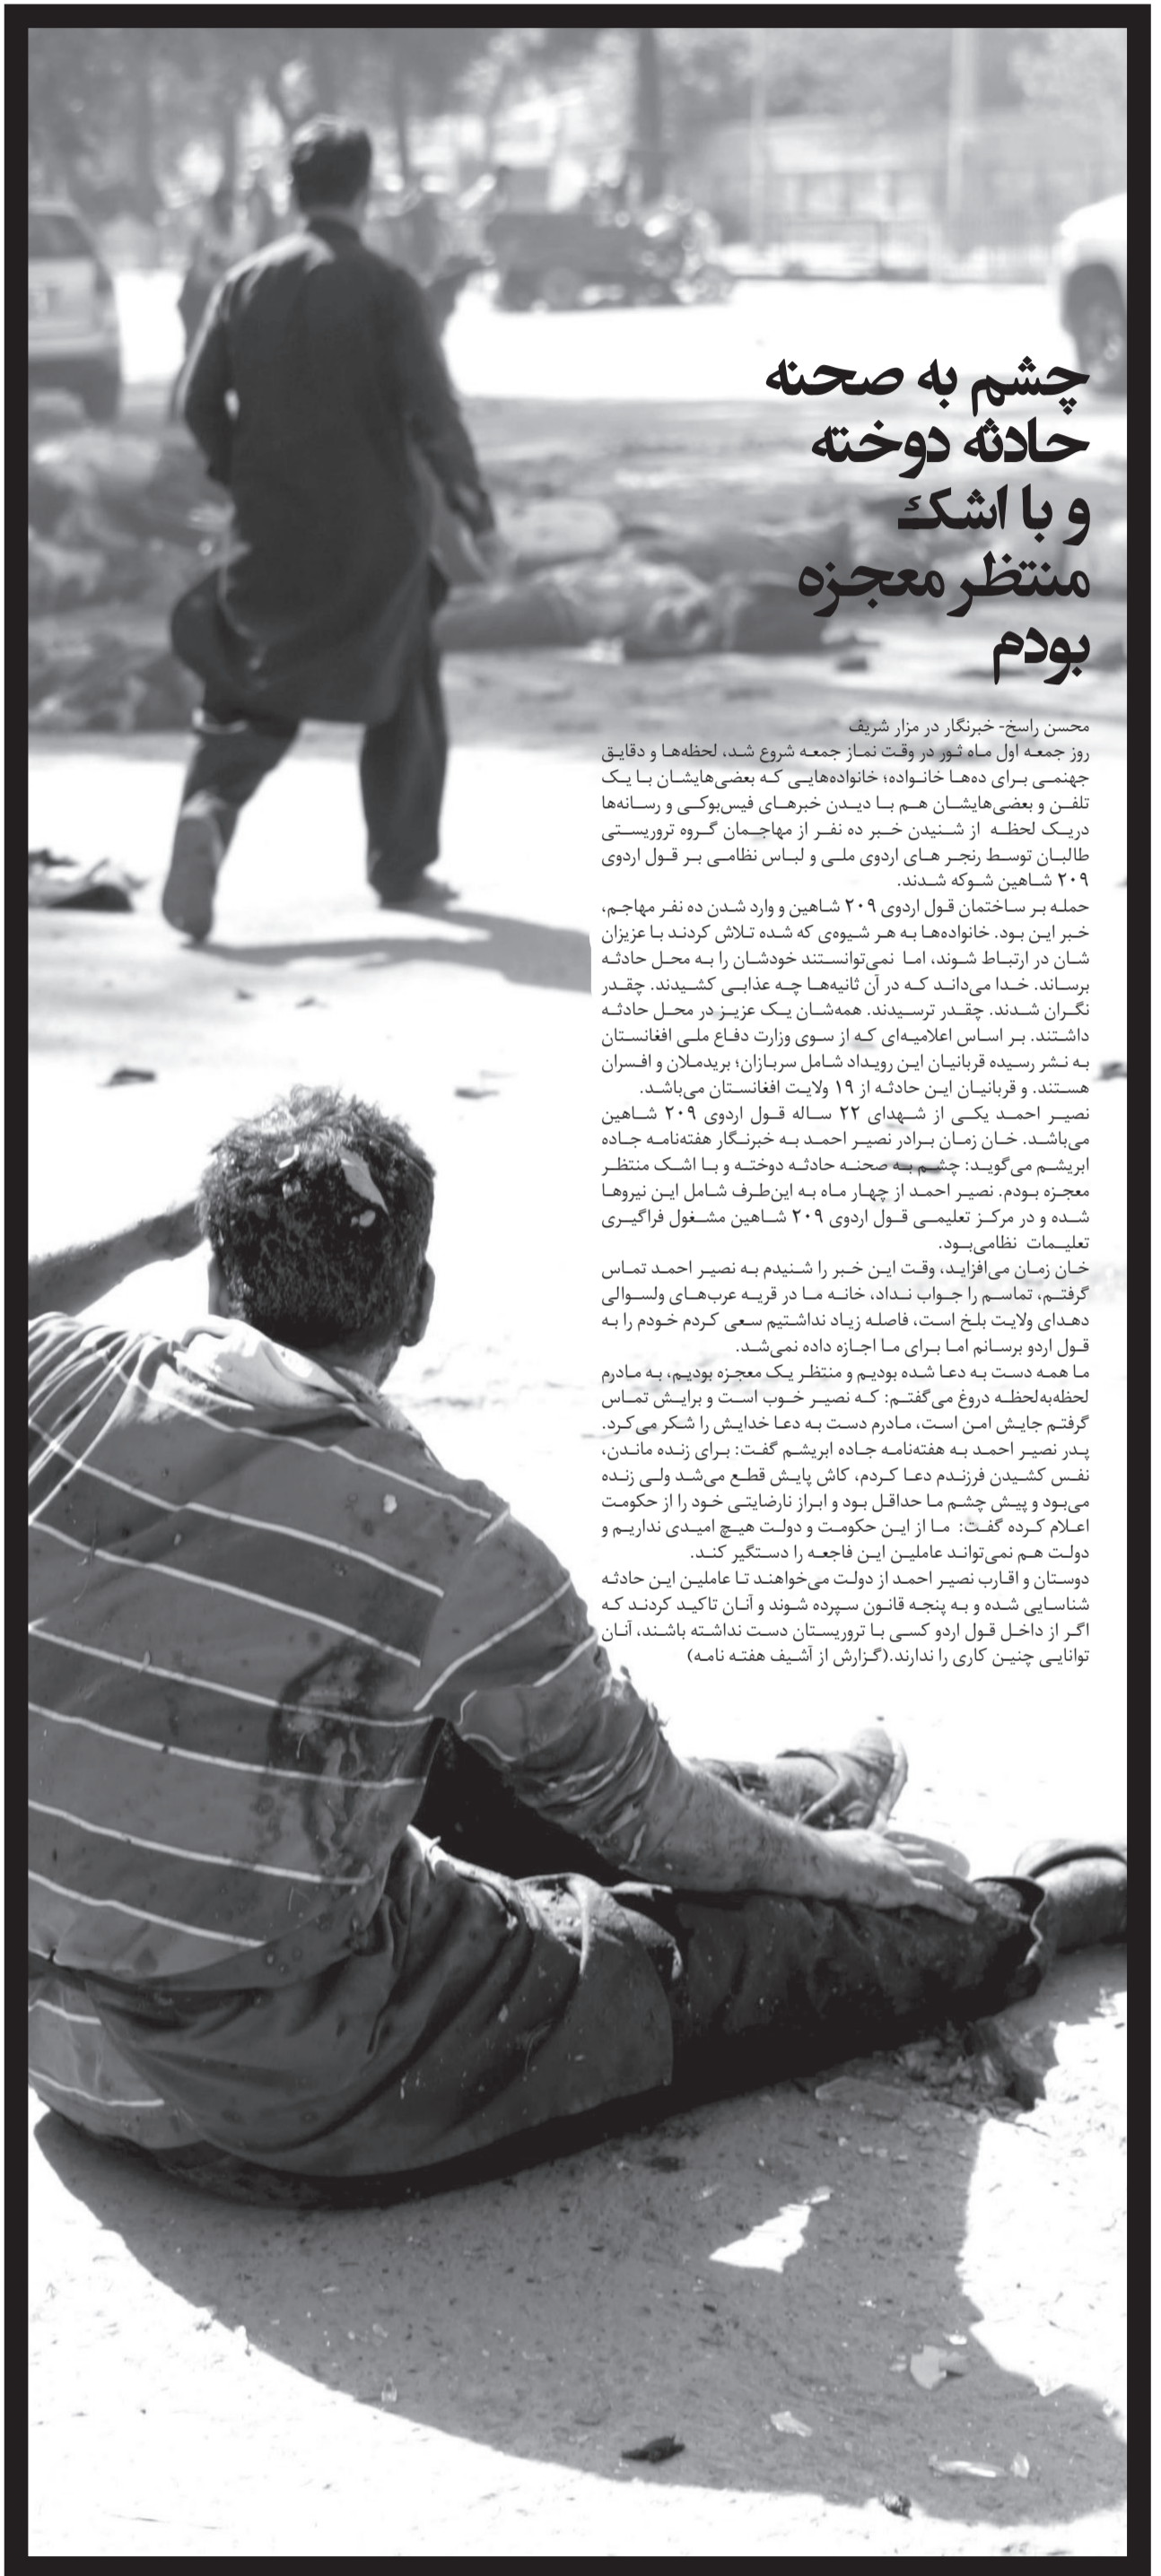 چشم به صحنه
حادثه دوخته
و با اشک
منتظر معجزه
بودم
محسن راسخ- خبرنگار در مزار شریف
روز جمعه اول ماه ثور در وقت نماز جمعه شروع شد، لحظه‌ها و دقایق
جهنمی برای ده‌ها خانواده؛ خانواده‌هایی که بعضی‌هایشان با یک
تلفن و بعضی‌هایشان هم با دیدن خبرهای فیس‌بوکی و رسانه‌ها
دریک لحظه از شنیدن خبر ده نفر از مهاجمان گروه تروریستی
طالبان توسط رنجر های اردوی ملی و لباس نظامی بر قول اردوی
۲۰۹ شاهین شوکه شدند.
حمله بر ساختمان قول اردوی ۲۰۹ شاهین و وارد شدن ده نفر مهاجم،
خبر این بود. خانواده‌ها به هر شیوه‌ی که شده تلاش کردند با عزیزان
شان در ارتباط شوند، اما نمی‌توانستند خودشان را به محل حادثه
برساند. خدا می‌داند که در آن ثانیه‌ها چه عذابی کشیدند. چقدر
نگران شدند. چقدر ترسیدند. همه‌شان یک عزیز در محل حادثه
داشتند. بر اساس اعلامیه‌ای که از سوی وزارت دفاع ملی افغانستان
به نشر رسیده قربانیان این رویداد شامل سربازان؛ بریدملان و افسران
هستند. و قربانیان این حادثه از ۱۹ ولایت افغانستان می‌باشد.
نصیر احمد یکی از شهدای ۲۲ ساله قول اردوی ۲۰۹ شاهین
می‌باشد. خان زمان برادر نصیر احمد به خبرنگار هفته‌نامه جاده
ابریشم می‌گوید: چشم به صحنه حادثه دوخته و با اشک منتظر
معجزه بودم. نصیر احمد از چهار ماه به این‌طرف شامل این نیروها
شده و در مرکز تعلیمی قول اردوی ۲۰۹ شاهین مشغول فراگیری
تعلیمات نظامی‌بود.
خان زمان می‌افزاید، وقت این خبر را شنیدم به نصیر احمد تماس
گرفتم، تماسم را جواب نداد، خانه ما در قریه عرب‌های ولسوالی
دهدای ولایت بلخ است، فاصله زیاد نداشتیم سعی کردم خودم را به
قول اردو برسانم اما برای ما اجازه داده نمی‌شد.
ما همه دست به دعا شده بودیم و منتظر یک معجزه بودیم، به مادرم
لحظه‌به‌لحظه دروغ می‌گفتم: که نصیر خوب است و برایش تماس
گرفتم جایش امن است، مادرم دست به دعا خدایش را شکر می‌کرد.
پدر نصیر احمد به هفته‌نامه جاده ابریشم گفت: برای زنده ماندن،
نفس کشیدن فرزندم دعا کردم، کاش پایش قطع می‌شد ولی زنده
می‌بود و پیش چشم ما حداقل بود و ابراز نارضایتی خود را از حکومت
اعلام کرده گفت: ما از این حکومت و دولت هیچ امیدی نداریم و
دولت هم نمی‌تواند عاملین این فاجعه را دستگیر کند.
دوستان و اقارب نصیر احمد از دولت می‌خواهند تا عاملین این حادثه
شناسایی شده و به پنجه قانون سپرده شوند و آنان تاکید کردند که
اگر از داخل قول اردو کسی با تروریستان دست نداشته باشند، آنان
توانایی چنین کاری را ندارند.(گزارش از آشیف هفته نامه)